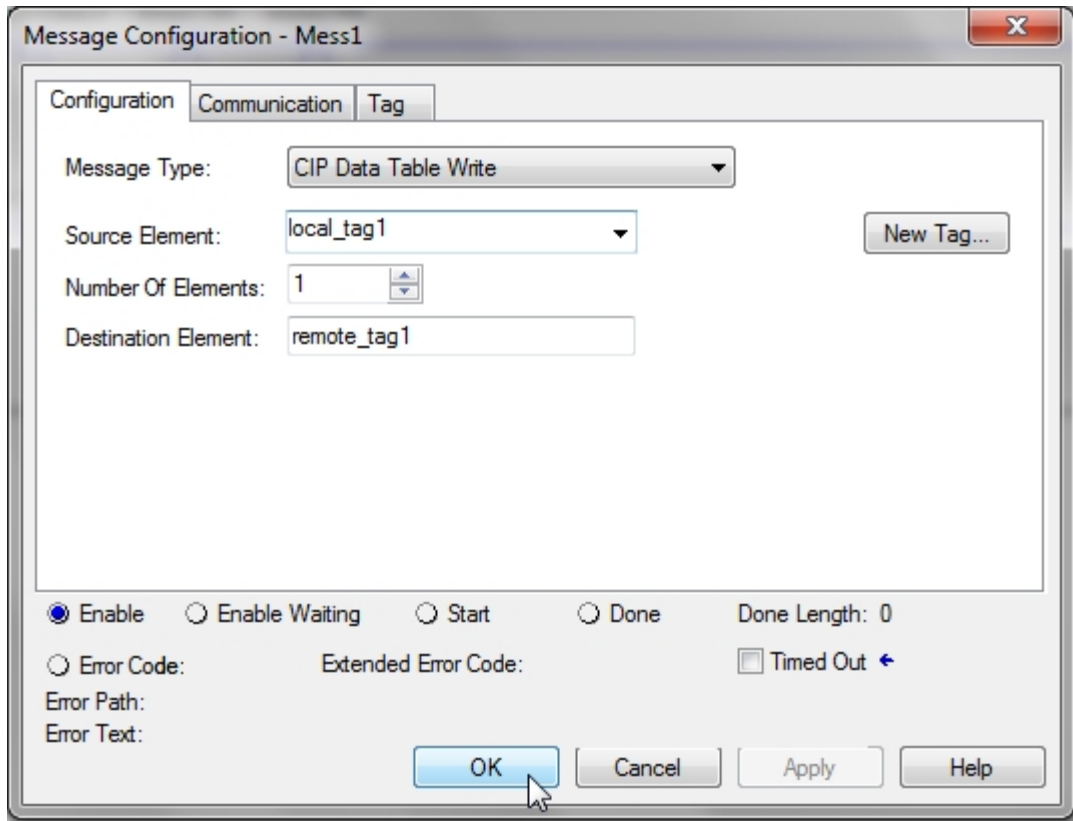 Message Configuration - Mess1
Configuration Communication Tag
Message Type: CIP Data Table Write
Source Element: local_tag1 New Tag...
Number Of Elements: 1
Destination Element: remote_tag1
Enable Enable Waiting Start Done Done Length: 0
Error Code: Extended Error Code: Timed Out
Error Path:
Error Text:
OK Cancel Apply Help